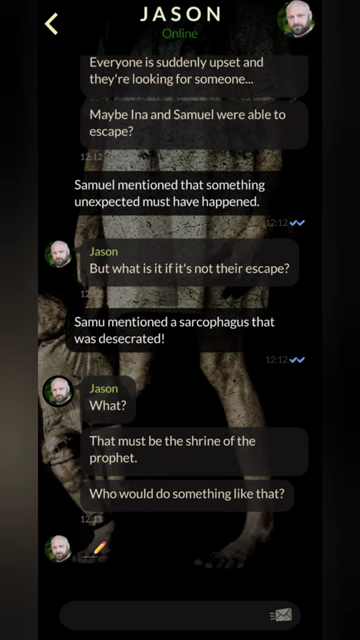 JASON
Online
Everyone is suddenly upset and
they're looking for someone...
Maybe Ina and Samuel were able to
escape?
12:12
Samuel mentioned that something
unexpected must have happened.
12:12
Jason
But what is it if it's not their escape?
Samu mentioned a sarcophagus that
was desecrated!
12:12
Jason
What?
That must be the shrine of the
prophet.
Who would do something like that?